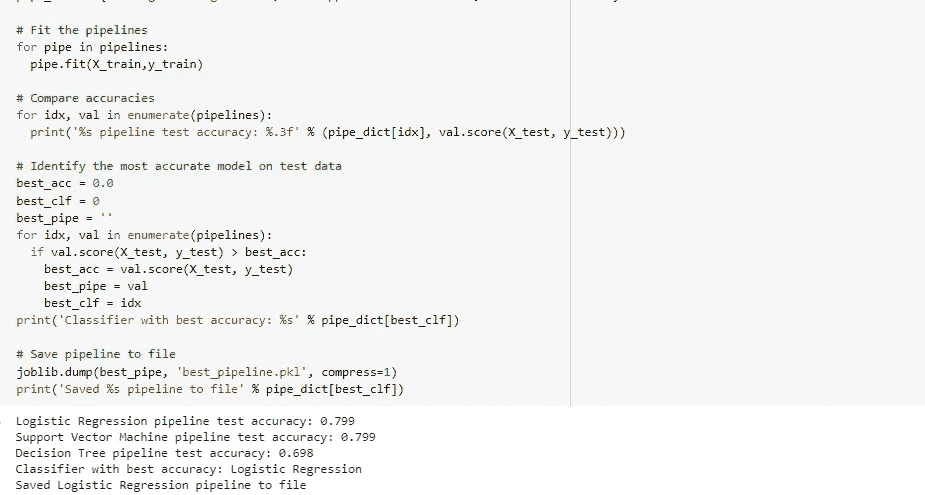 # Fit the pipelines
for pipe in pipelines:
  pipe.fit(X_train,y_train)
# Compare accuracies
for idx, val in enumerate(pipelines):
  print('%s pipeline test accuracy: %.3f' % (pipe_dict[idx], val.score(X_test, y_test)))
# Identify the most accurate model on test data
best_acc = 0.0
best_clf = 0
best_pipe = ''
for idx, val in enumerate(pipelines):
  if val.score(X_test, y_test) > best_acc:
    best_acc = val.score(X_test, y_test)
    best_pipe = val
    best_clf = idx
print('Classifier with best accuracy: %s' % pipe_dict[best_clf])
# Save pipeline to file
joblib.dump(best_pipe, 'best_pipeline.pkl', compress=1)
print('Saved %s pipeline to file' % pipe_dict[best_clf])
Logistic Regression pipeline test accuracy: 0.799
Support Vector Machine pipeline test accuracy: 0.799
Decision Tree pipeline test accuracy: 0.698
Classifier with best accuracy: Logistic Regression
Saved Logistic Regression pipeline to file